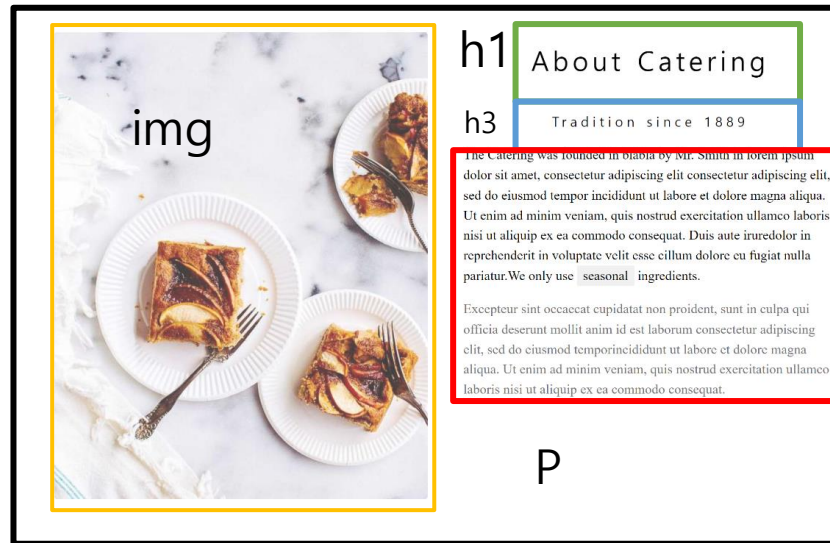 img
h1
About Catering
h3
Tradition since 1889
The Catering was founded in blabla by Mr. Smith in lorem ipsum
dolor sit amet, consectetur adipiscing elit consectetur adipiscing elit,
sed do eiusmod tempor incididunt ut labore et dolore magna aliqua.
Ut enim ad minim veniam, quis nostrud exercitation ullamco laboris
nisi ut aliquip ex ea commodo consequat. Duis aute iruredolor in
reprehenderit in voluptate velit esse cillum dolore eu fugiat nulla
pariatur.We only use seasonal ingredients.
Excepteur sint occaecat cupidatat non proident, sunt in culpa qui
officia deserunt mollit anim id est laborum consectetur adipiscing
elit, sed do eiusmod temporincididunt ut labore et dolore magna
aliqua. Ut enim ad minim veniam, quis nostrud exercitation ullamco
laboris nisi ut aliquip ex ea commodo consequat.
P